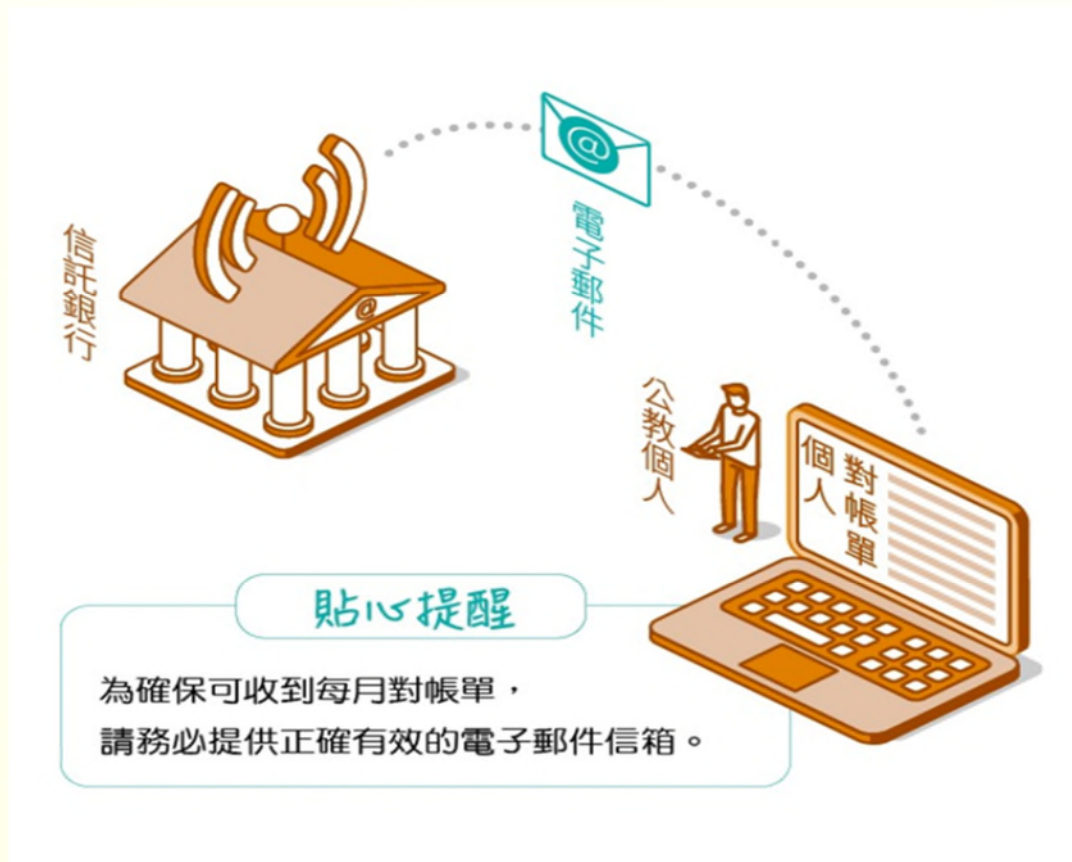 信託銀行
@
電子郵件
@
公教個人
個人
對帳單
貼心提醒
為確保可收到每月對帳單，
請務必提供正確有效的電子郵件信箱。